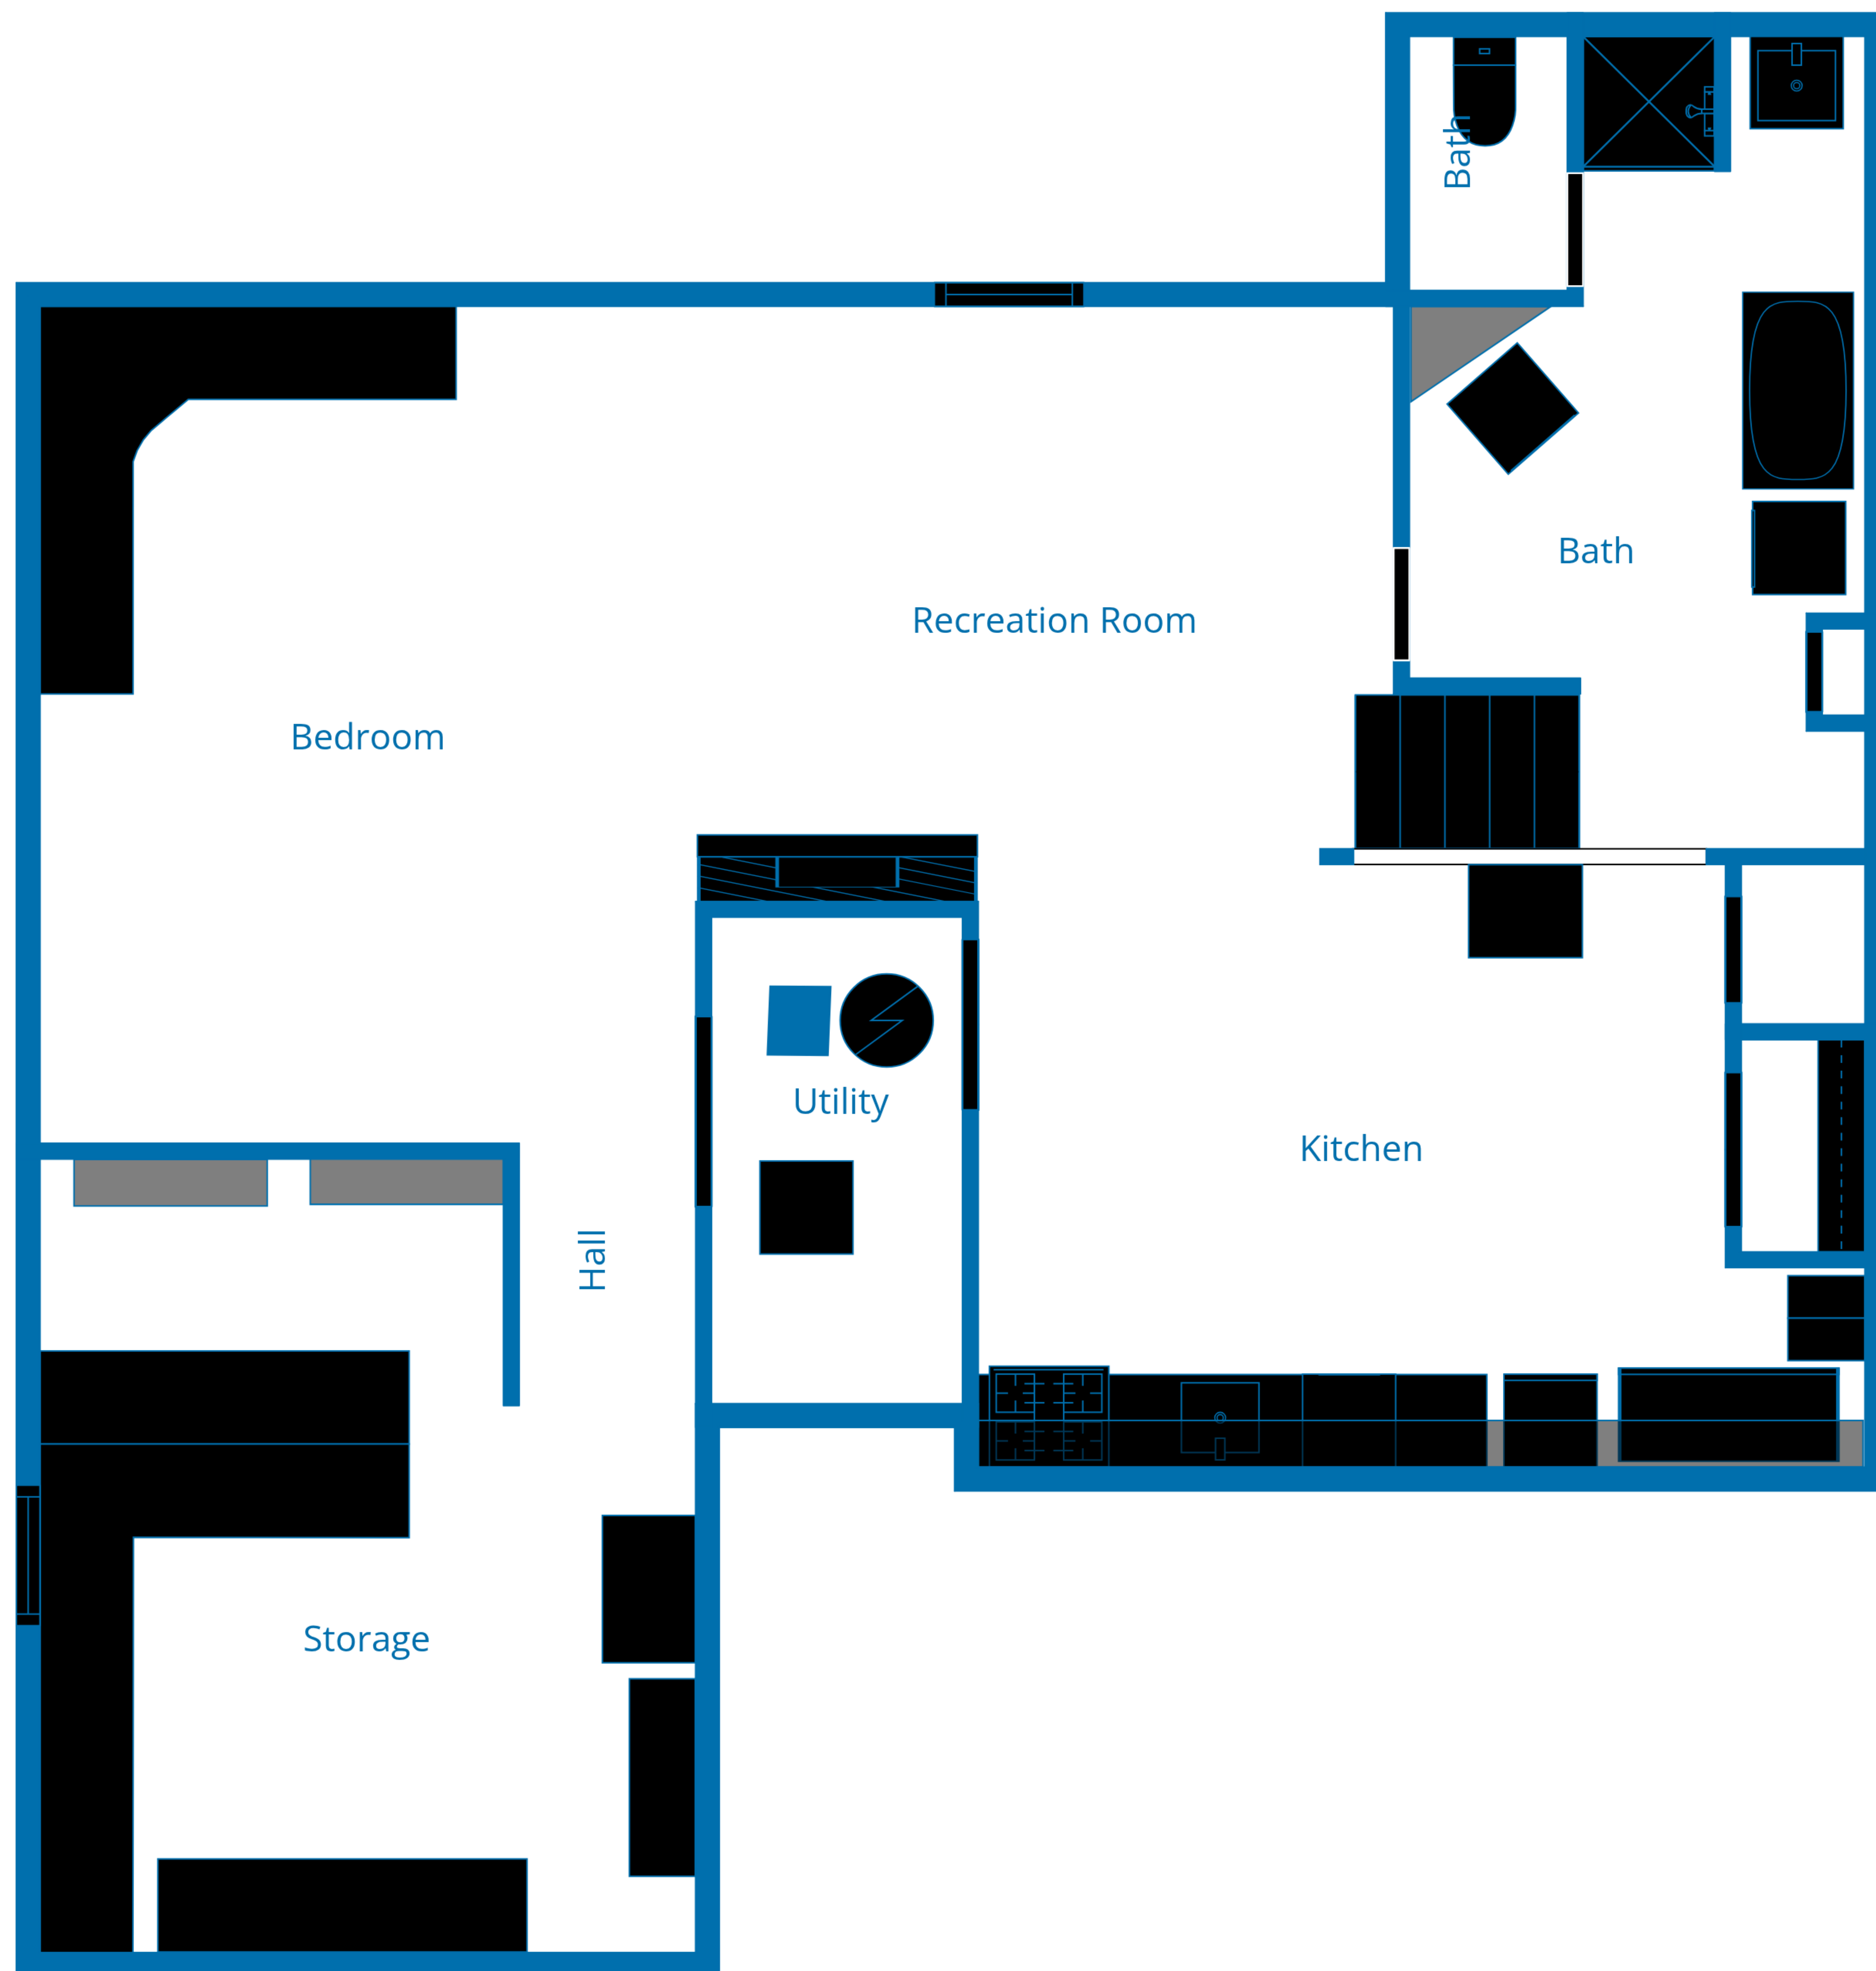 Bath
Bath
Recreation Room
Bedroom
Utility
Kitchen
Hall
Storage